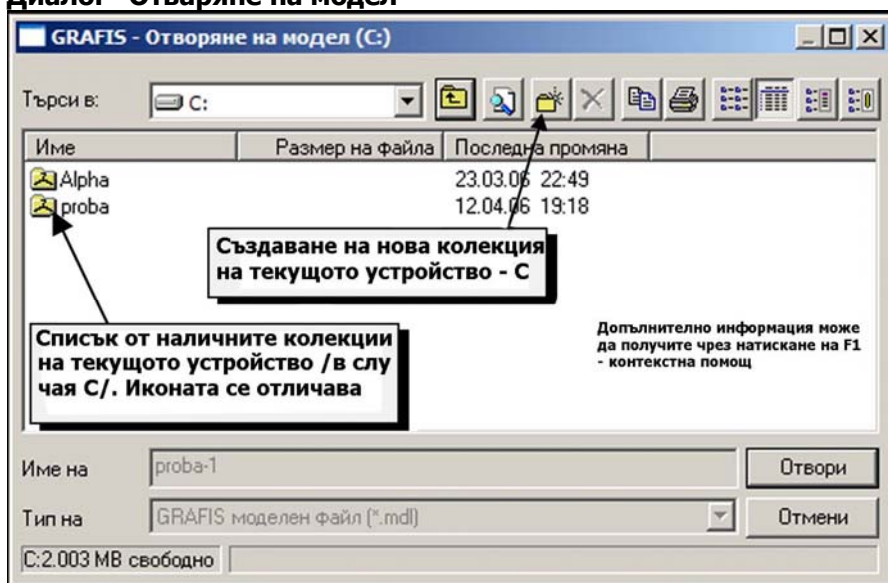 Диалог "Отваряне на модел"
GRAFIS - Отворяне на модел (C:)
Търси в: C:
Име Размер на файла Последна промяна
Alpha 23.03.06 22:49
proba 12.04.06 19:18
Създаване на нова колекция
на текущото устройство - C
Списък от наличните колекции
на текущото устройство /в слу
чая C/. Иконата се отличава
Допълнително информация може
да получите чрез натискане на F1
- контекстна помощ
Име на proba-1 Отвори
Тип на GRAFIS моделен файл (*.mdl) Отмени
C:2.003 MB свободно